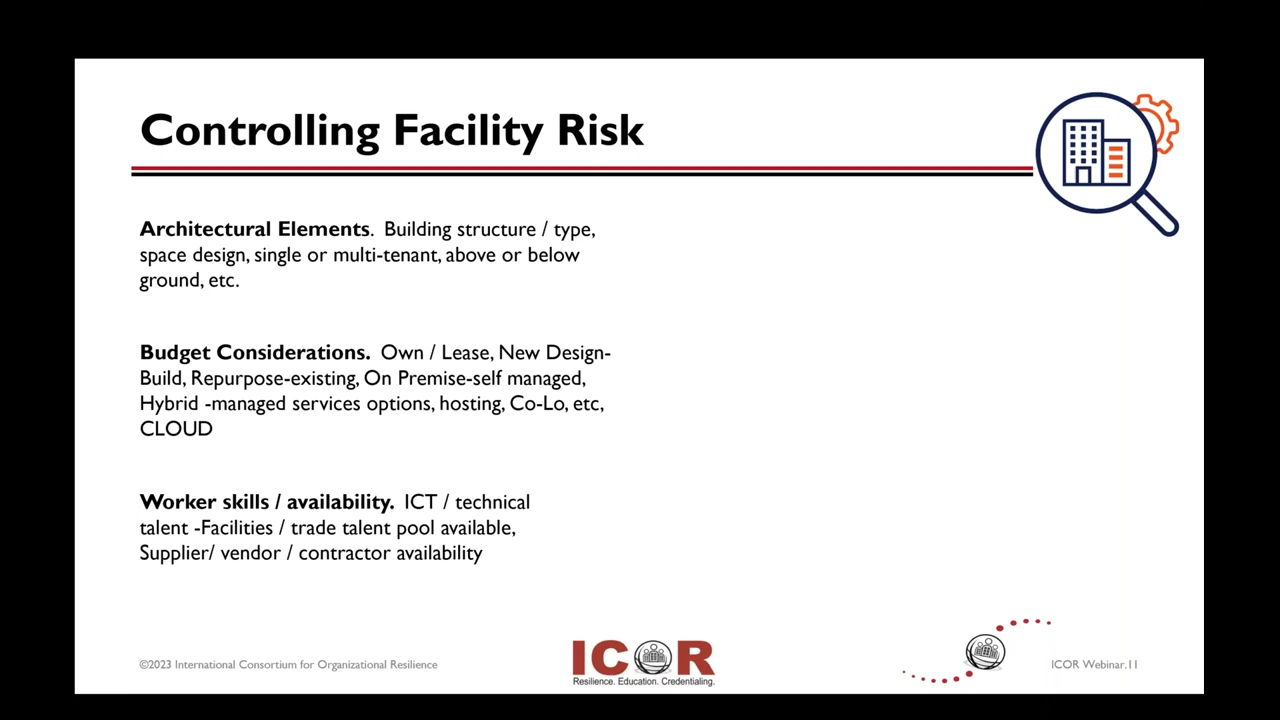 Controlling Facility Risk
Architectural Elements. Building structure / type,
space design, single or multi-tenant, above or below
ground, etc.
Budget Considerations. Own / Lease, New Design-
Build, Repurpose-existing, On Premise-self managed,
Hybrid -managed services options, hosting, Co-Lo, etc,
CLOUD
Worker skills / availability. ICT / technical
talent -Facilities / trade talent pool available,
Supplier/ vendor / contractor availability
©2023 International Consortium for Organizational Resilience
ICOR
Resilience. Education. Credentialing.
ICOR Webinar.11